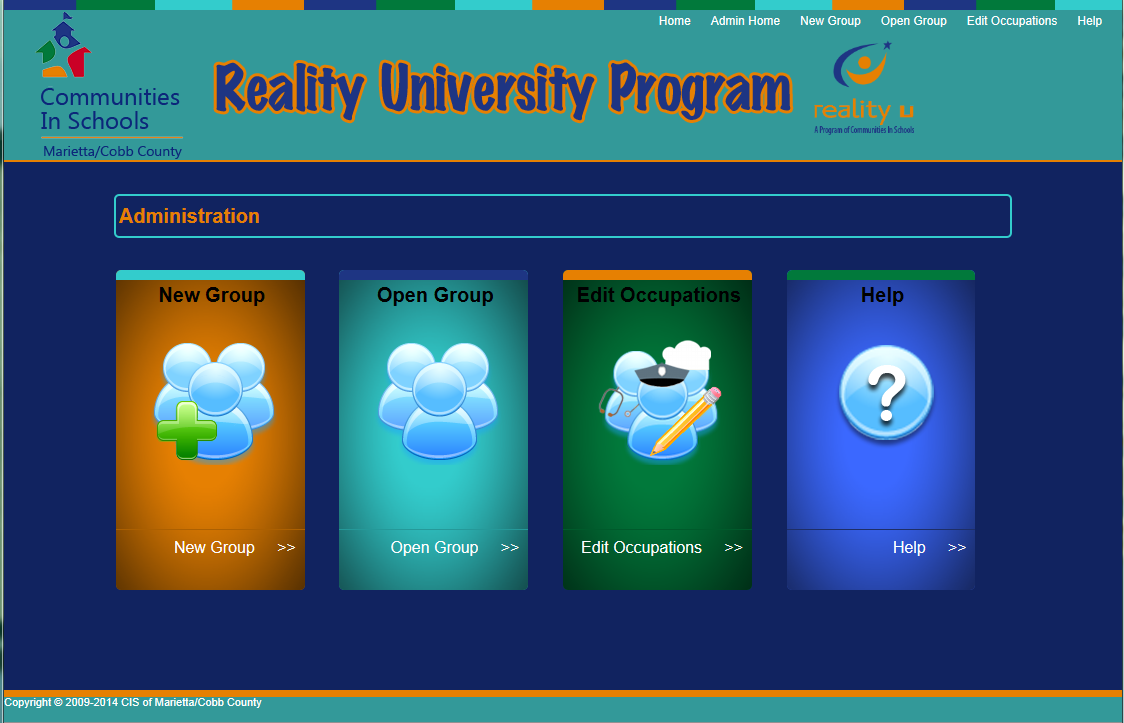 Home Admin Home New Group Open Group Edit Occupations Help
Communities
In Schools
Marietta/Cobb County
Reality University Program
reality u
A Program of Communities In Schools
Administration
New Group
Open Group
Edit Occupations
Help
?
New Group >>
Open Group >>
Edit Occupations >>
Help >>
Copyright © 2009-2014 CIS of Marietta/Cobb County